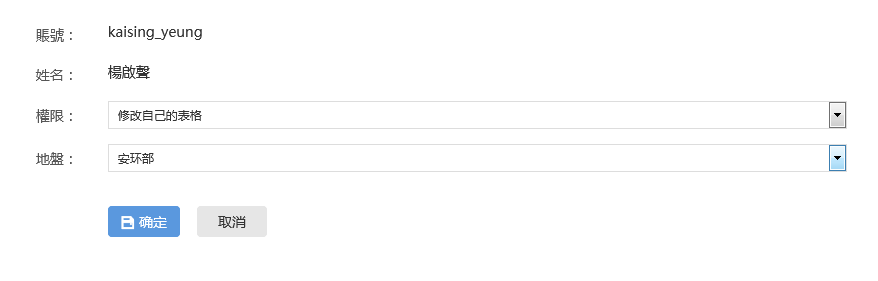 賬號： kaising_yeung
姓名： 楊啟聲
權限： 修改自己的表格
地盤： 安环部
确定 取消